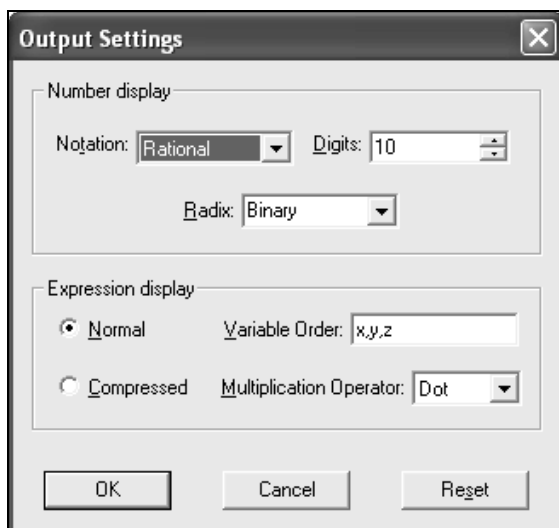 Output Settings
Number display
Notation: Rational Digits: 10
Radix: Binary
Expression display
Normal Variable Order: x,y,z
Compressed Multiplication Operator: Dot
OK Cancel Reset